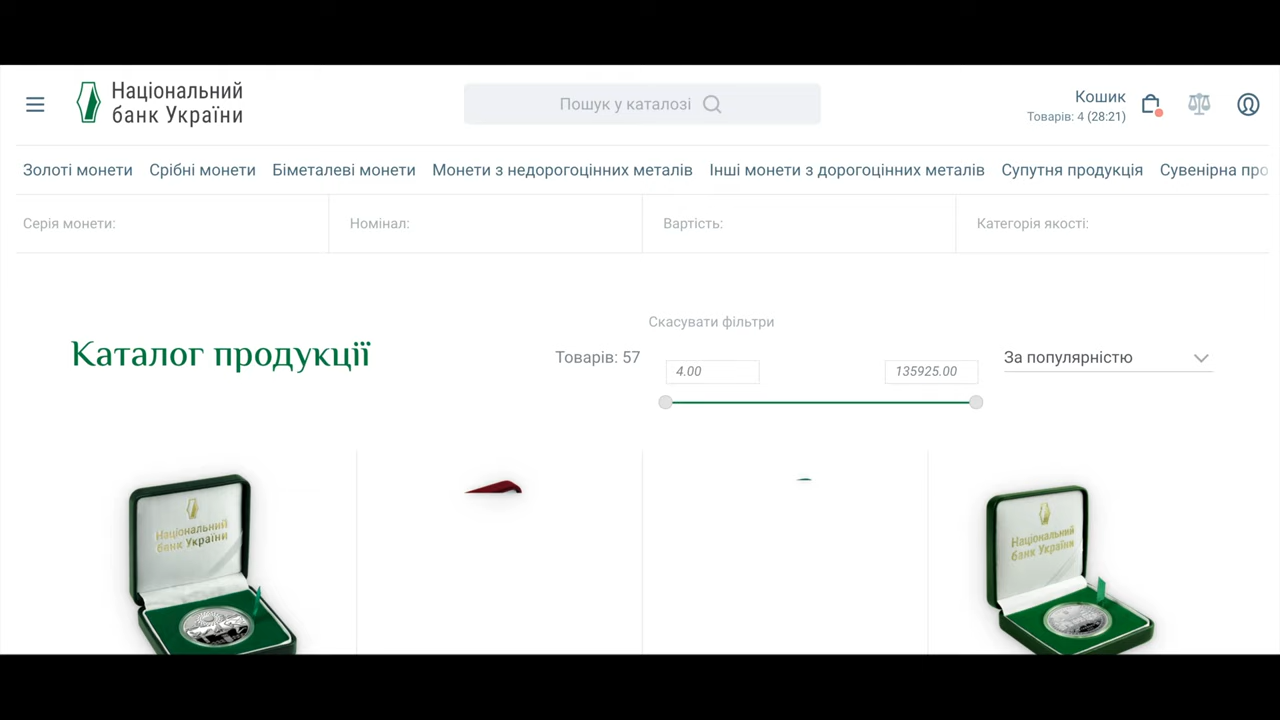 Національний
банк України
Пошук у каталозі
Кошик
Товарів: 4 (28:21)
Золоті монети Срібні монети Біметалеві монети Монети з недорогоцінних металів Інші монети з дорогоцінних металів Супутня продукція Сувенірна про
Серія монети: Номінал: Вартість: Категорія якості:
Скасувати фільтри
Каталог продукції
Товарів: 57
4.00 135925.00
За популярністю
Національний
банк України
Національний
банк України